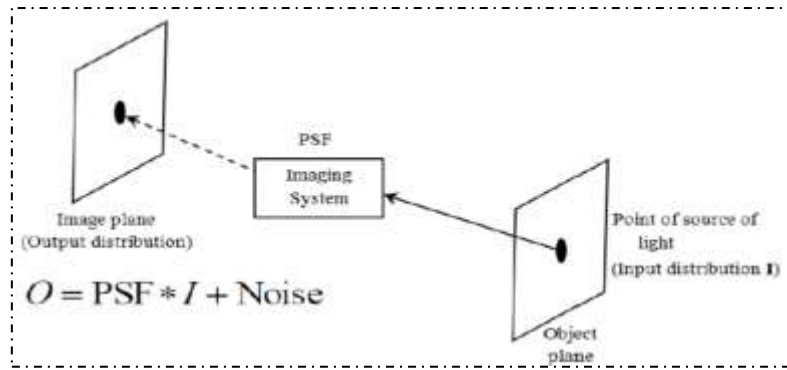 PSF
Imaging
System
Image plane
(Output distribution)
Point of source of
light
(Input distribution I)
O = PSF * I + Noise
Object
plane